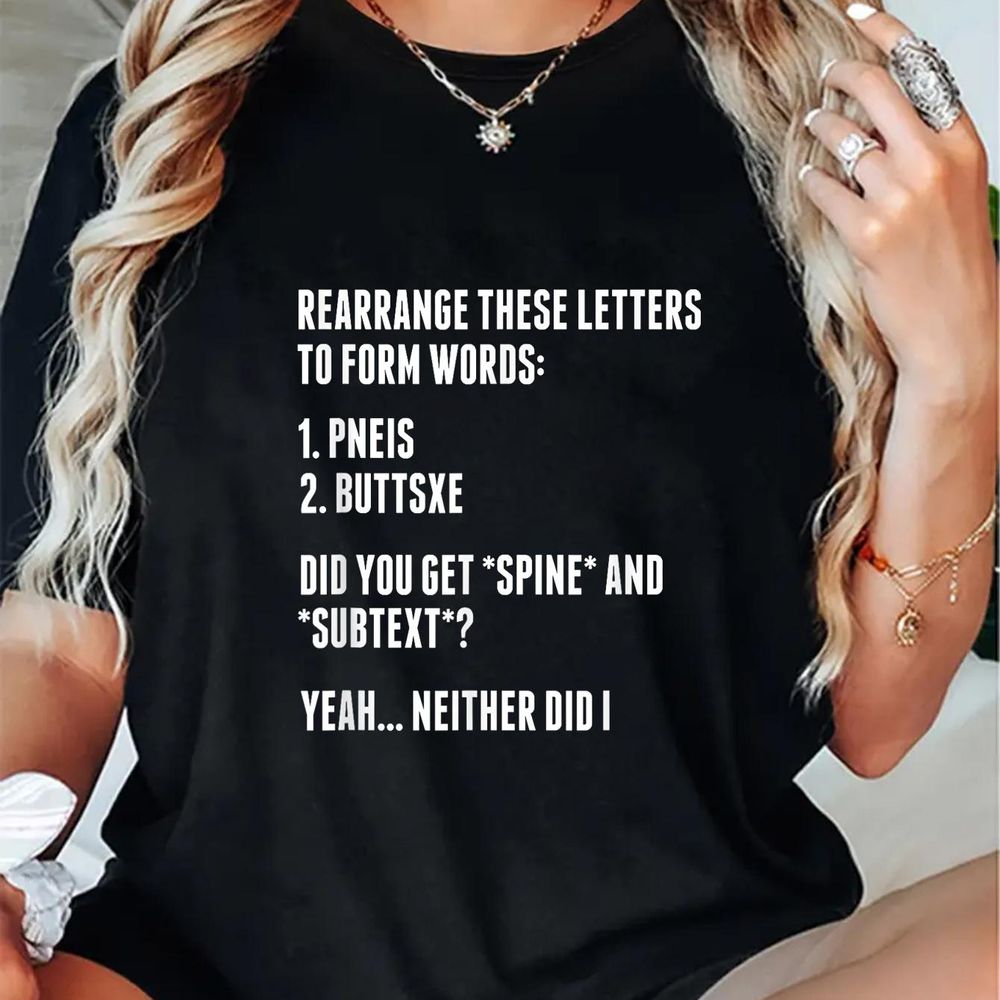 REARRANGE THESE LETTERS
TO FORM WORDS:
1. PNEIS
2. BUTTSXE
DID YOU GET *SPINE* AND
*SUBTEXT*?
YEAH... NEITHER DID I